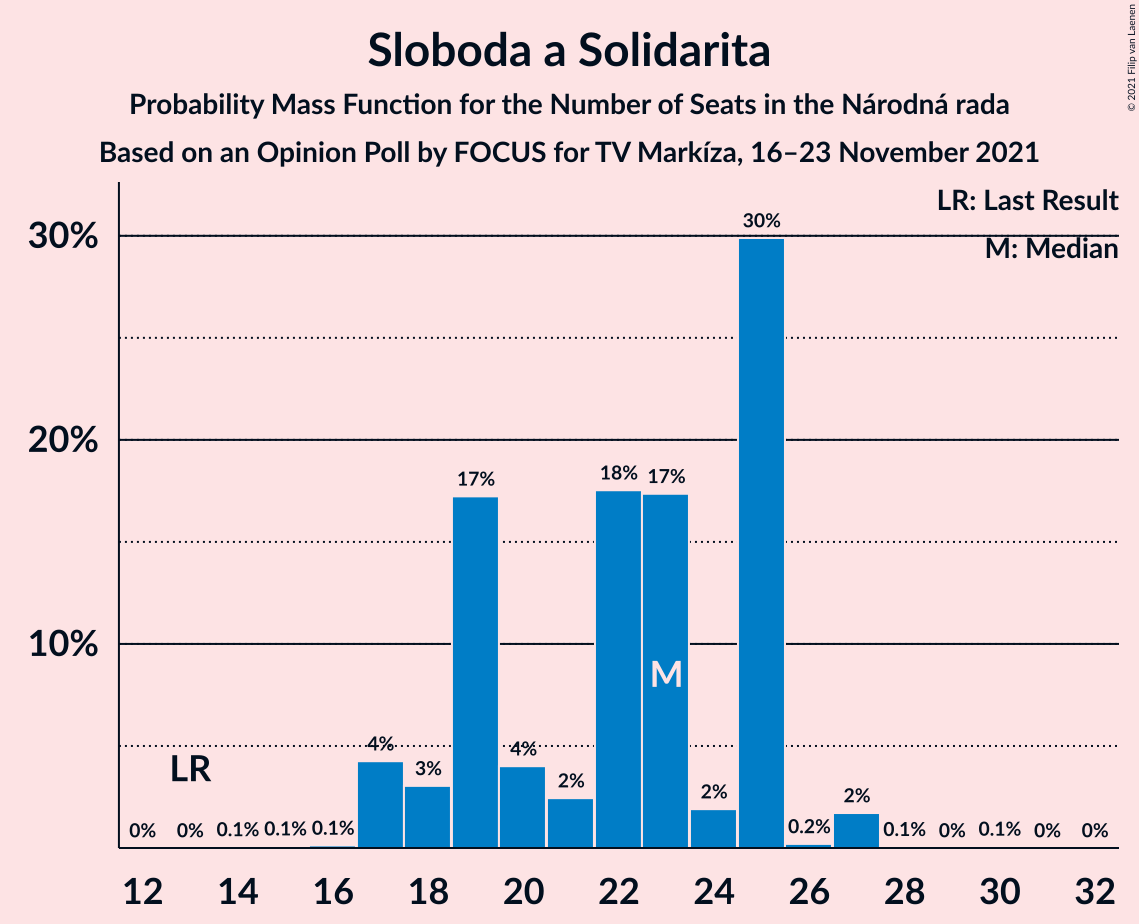 Sloboda a Solidarita
Probability Mass Function for the Number of Seats in the Národná rada
Based on an Opinion Poll by FOCUS for TV Markíza, 16–23 November 2021
© 2021 Filip van Laenen
LR: Last Result
M: Median
30%
20%
10%
0% 0% 0.1% 0.1% 0.1% 4% 3% 17% 4% 2% 18% 17% 2% 30% 0.2% 2% 0.1% 0% 0.1% 0% 0%
LR
M
12 14 16 18 20 22 24 26 28 30 32